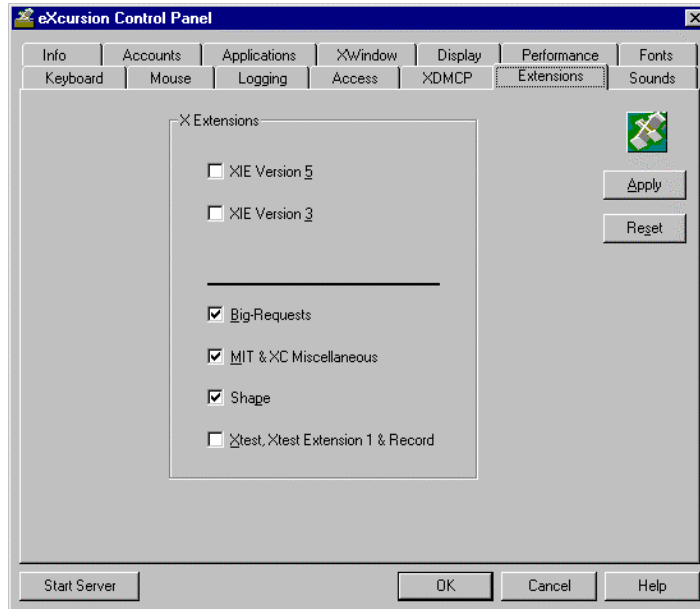 eXcursion Control Panel
Info Accounts Applications XWindow Display Performance Fonts
Keyboard Mouse Logging Access XDMCP Extensions Sounds
X Extensions
XIE Version 5
XIE Version 3
Apply
Reset
Big-Requests
MIT & XC Miscellaneous
Shape
Xtest, Xtest Extension 1 & Record
Start Server OK Cancel Help